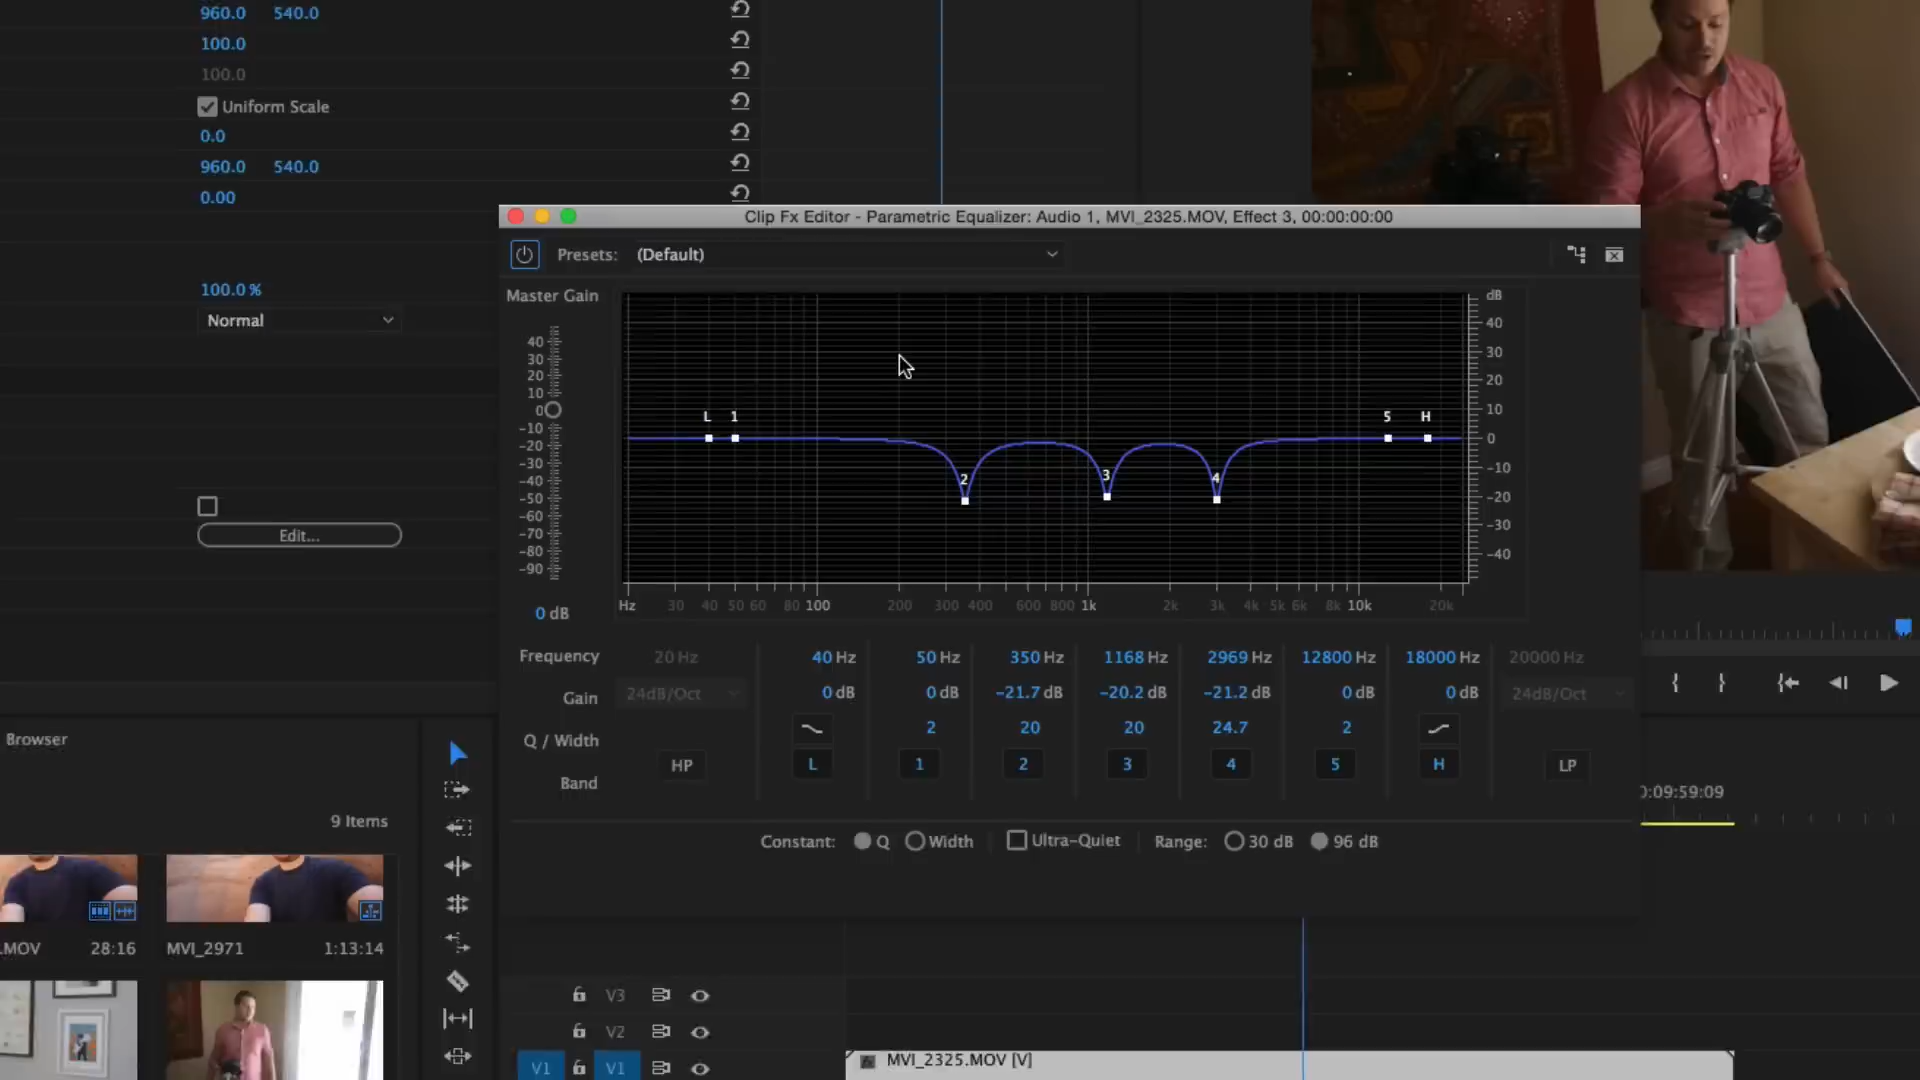 960.0 540.0
100.0
100.0
Uniform Scale
0.0
960.0 540.0
0.00
100.0 %
Normal
Edit...
Clip Fx Editor - Parametric Equalizer: Audio 1, MVI_2325.MOV, Effect 3, 00:00:00:00
Presets: (Default)
Master Gain
40
30
20
10
0
-10
-20
-30
-40
-50
-60
-70
-80
-90
0 dB
L 1 2 3 4 5 H
dB
40
30
20
10
0
-10
-20
-30
-40
Hz 30 40 50 60 80 100 200 300 400 600 800 1k 2k 3k 4k 5k 6k 8k 10k 20k
Frequency 20 Hz 40 Hz 50 Hz 350 Hz 1168 Hz 2969 Hz 12800 Hz 18000 Hz 20000 Hz
Gain 24dB/Oct 0 dB 0 dB -21.7 dB -20.2 dB -21.2 dB 0 dB 0 dB 24dB/Oct
Q / Width 2 20 20 24.7 2
Band HP L 1 2 3 4 5 H LP
Constant: Q Width Ultra-Quiet Range: 30 dB 96 dB
Browser
9 Items
.MOV 28:16 MVI_2971 1:13:14
0:09:59:09
V3
V2
V1 V1
MVI_2325.MOV [V]